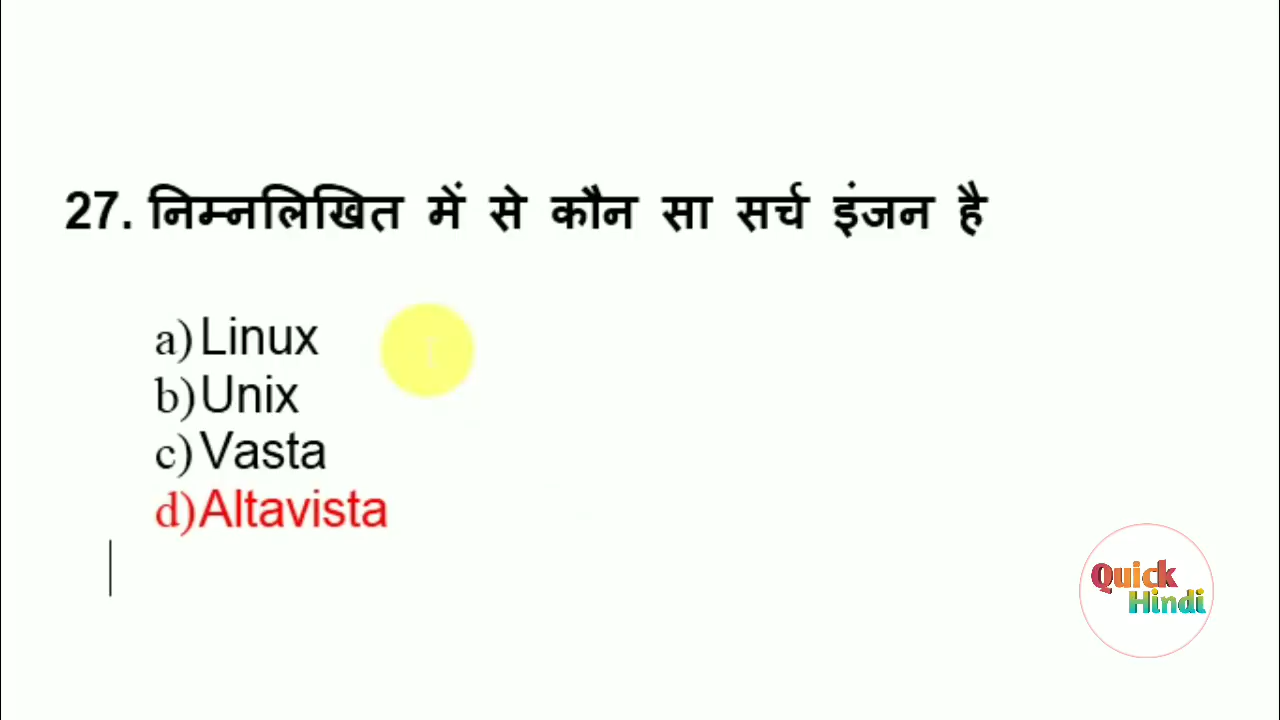 27. निम्नलिखित में से कौन सा सर्च इंजन है
a) Linux
b) Unix
c) Vasta
d) Altavista
Quick
Hindi